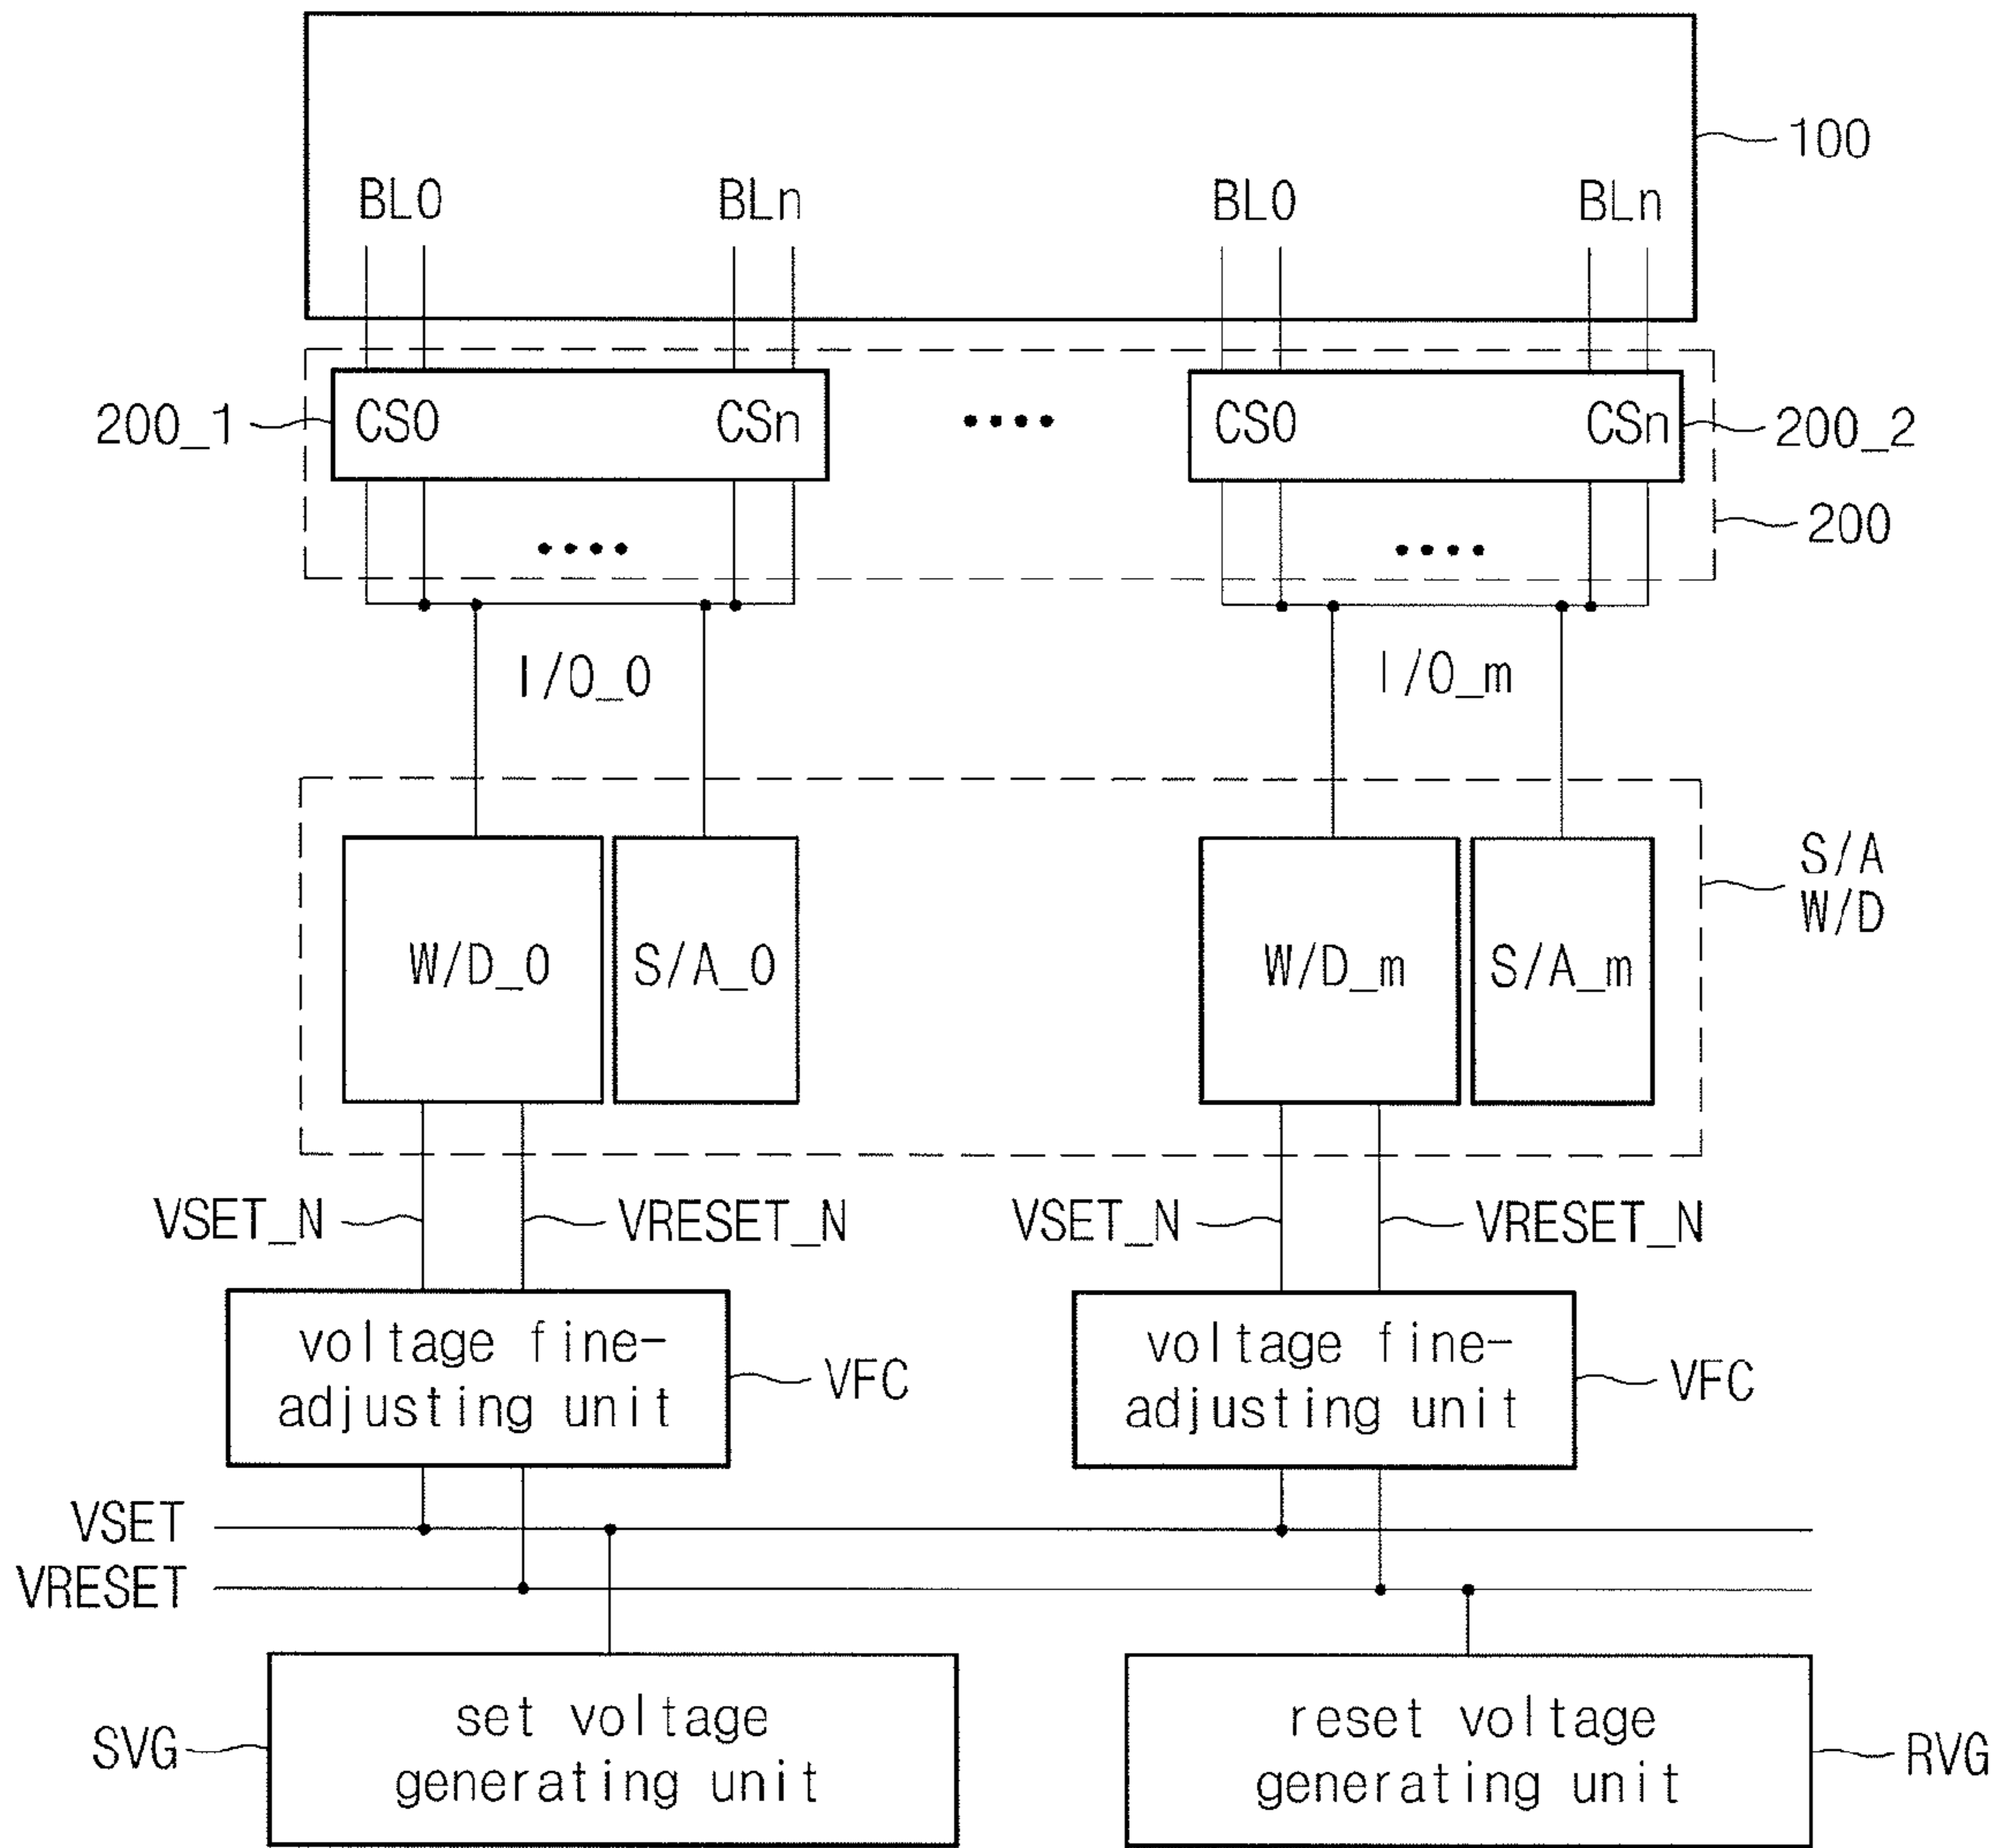 100
BL0 BLn BL0 BLn
200_1 CS0 CSn CS0 CSn 200_2
200
I/O_0 I/O_m
S/A
W/D
W/D_0 S/A_0 W/D_m S/A_m
VSET_N VRESET_N VSET_N VRESET_N
voltage fine-
adjusting unit
VFC
voltage fine-
adjusting unit
VFC
VSET
VRESET
SVG
set voltage
generating unit
reset voltage
generating unit
RVG